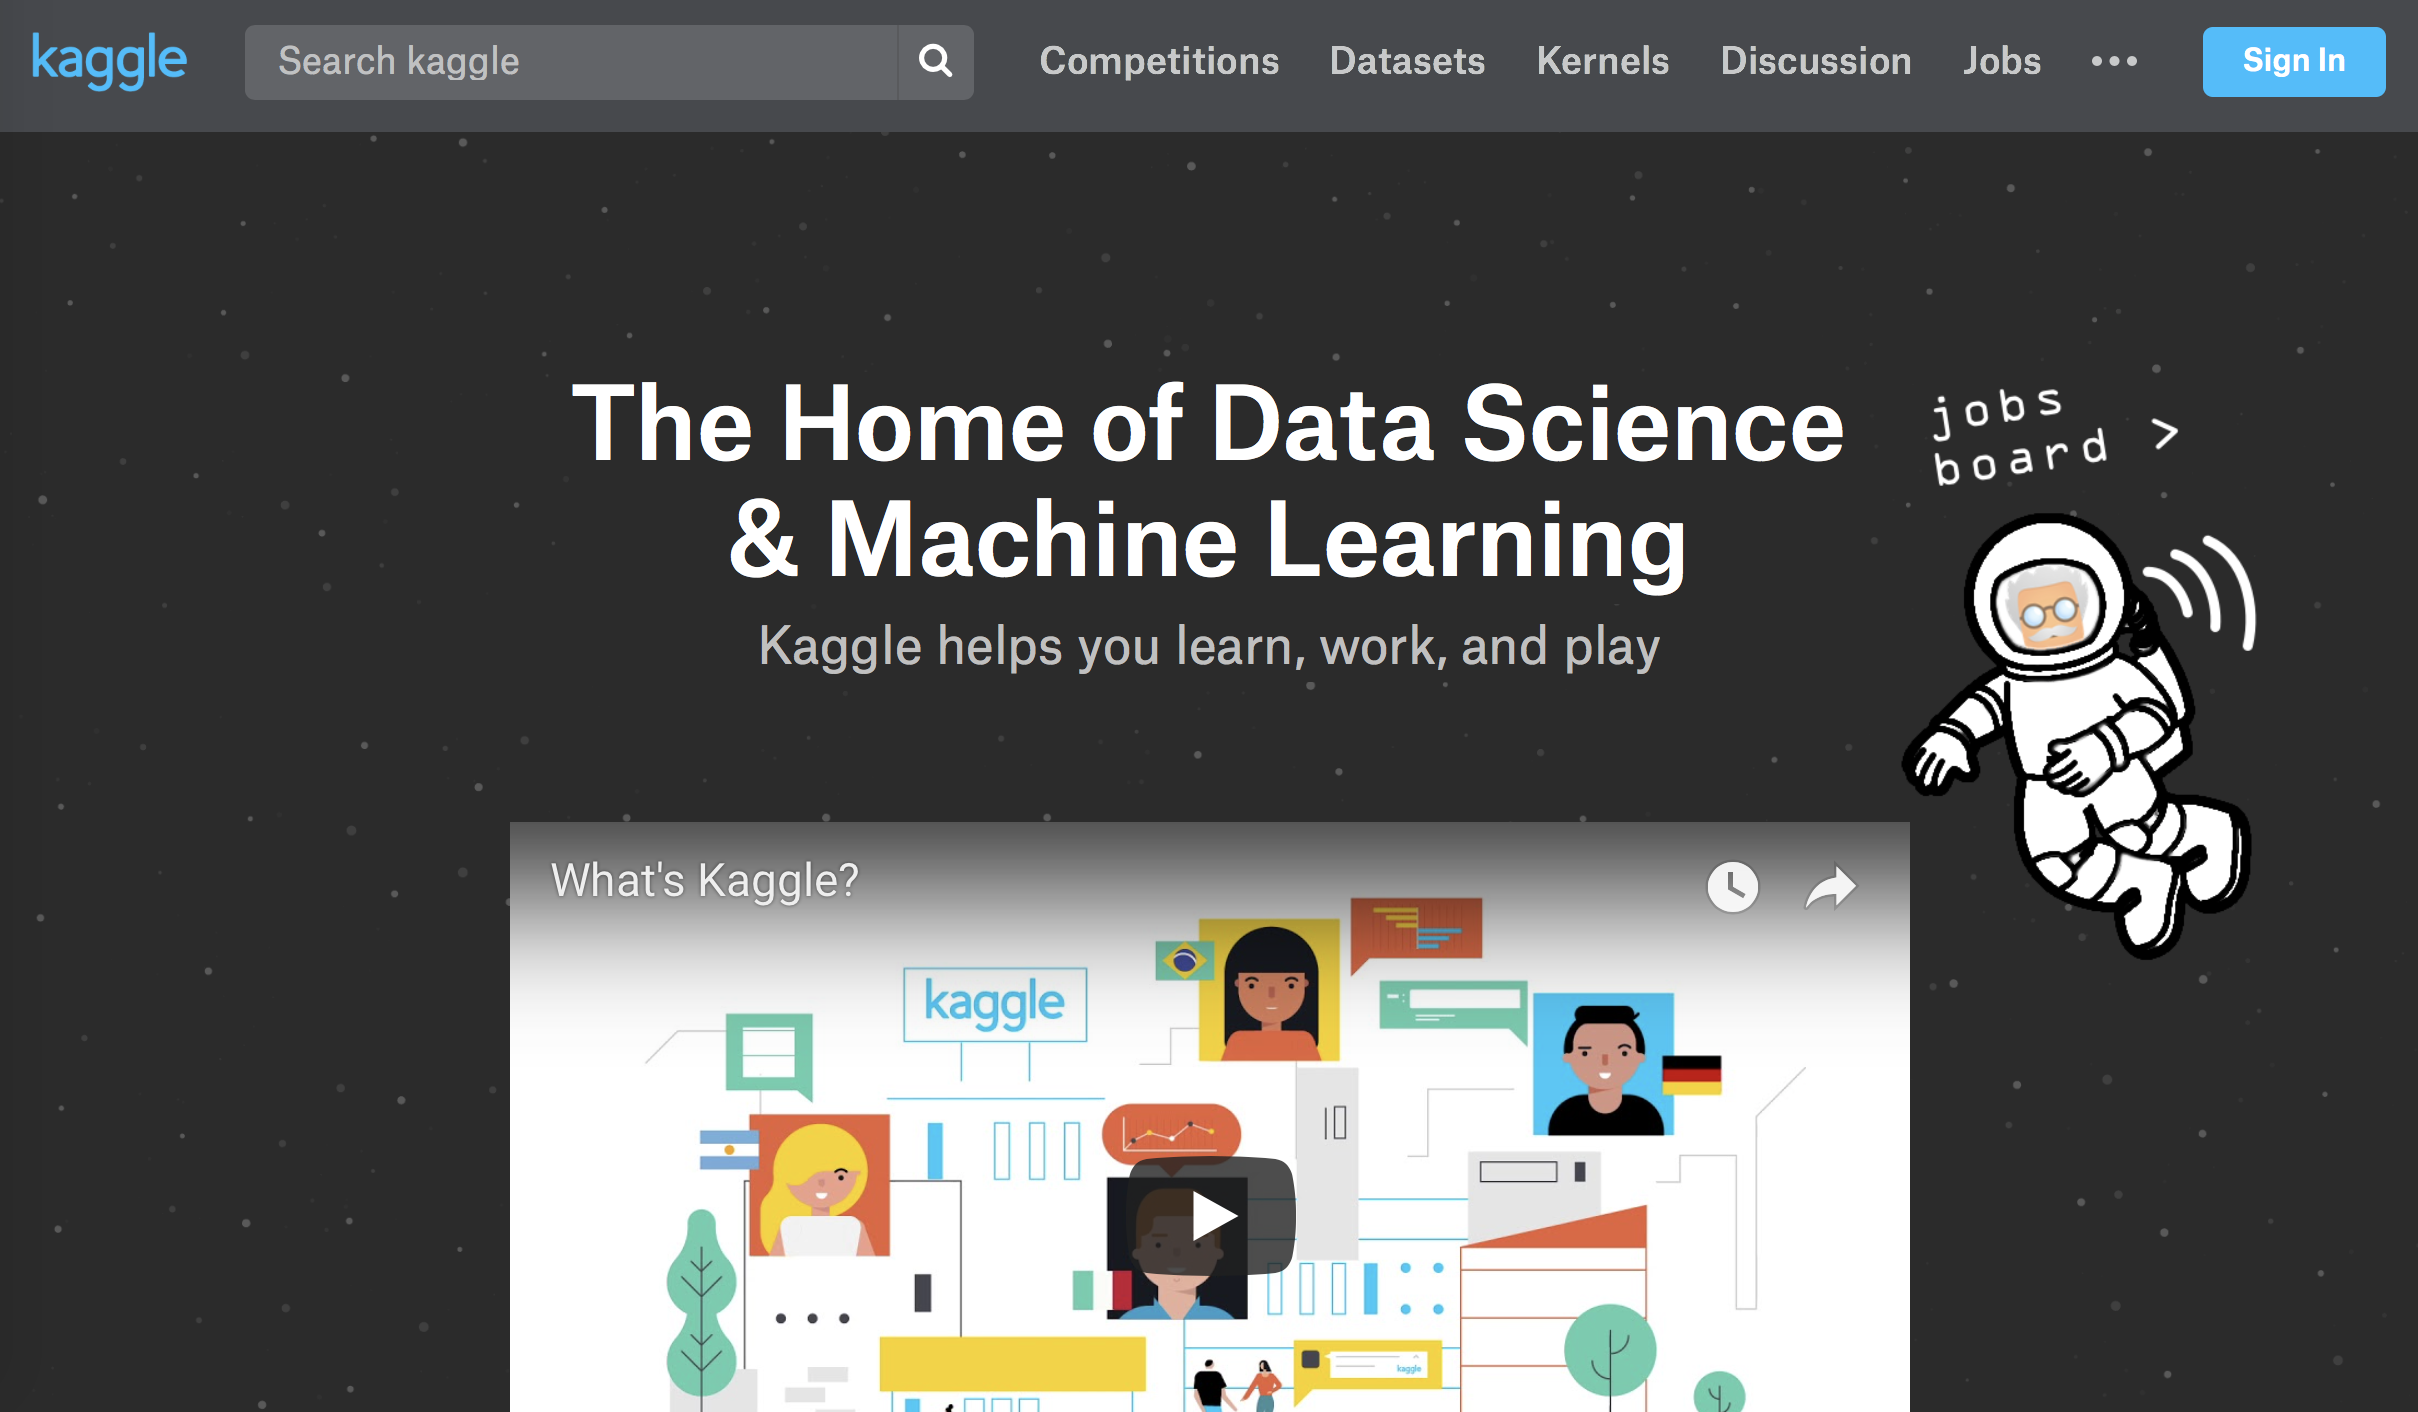 kaggle
Search kaggle
Competitions Datasets Kernels Discussion Jobs •••
Sign In
The Home of Data Science
& Machine Learning
Kaggle helps you learn, work, and play
jobs
board >
What's Kaggle?
kaggle
kaggle